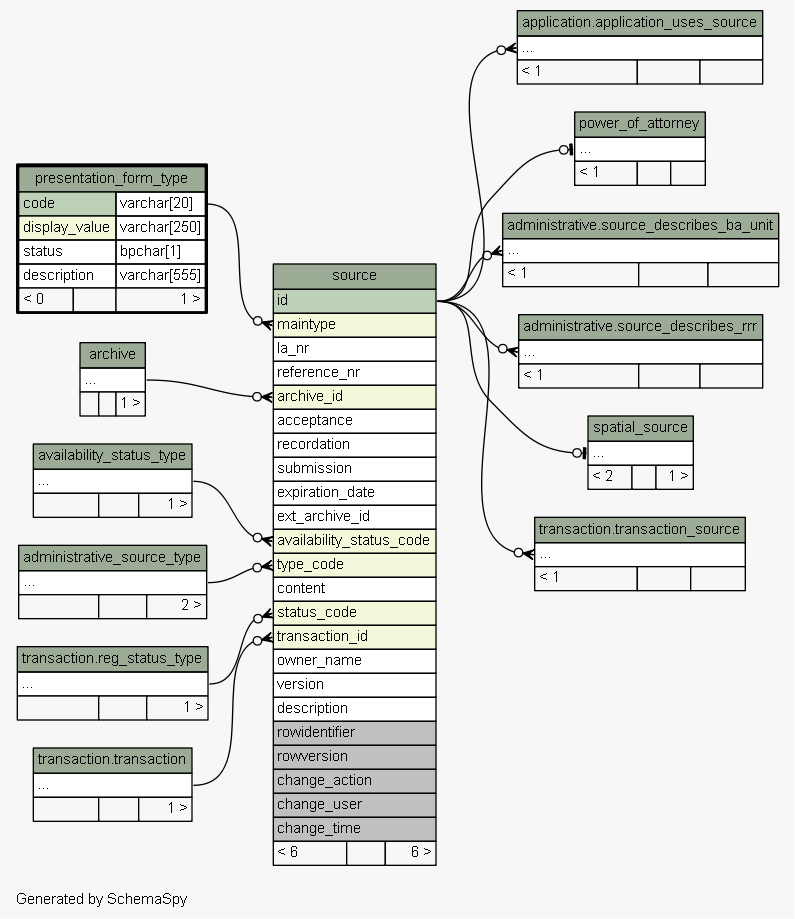 application.application_uses_source
...
< 1
power_of_attorney
...
< 1
administrative.source_describes_ba_unit
...
< 1
administrative.source_describes_rrr
...
< 1
spatial_source
...
< 2 1 >
transaction.transaction_source
...
< 1
presentation_form_type
code varchar[20]
display_value varchar[250]
status bpchar[1]
description varchar[555]
< 0 1 >
archive
...
1 >
availability_status_type
...
1 >
administrative_source_type
...
2 >
transaction.reg_status_type
...
1 >
transaction.transaction
...
1 >
source
id
maintype
la_nr
reference_nr
archive_id
acceptance
recordation
submission
expiration_date
ext_archive_id
availability_status_code
type_code
content
status_code
transaction_id
owner_name
version
description
rowidentifier
rowversion
change_action
change_user
change_time
< 6 6 >
Generated by SchemaSpy